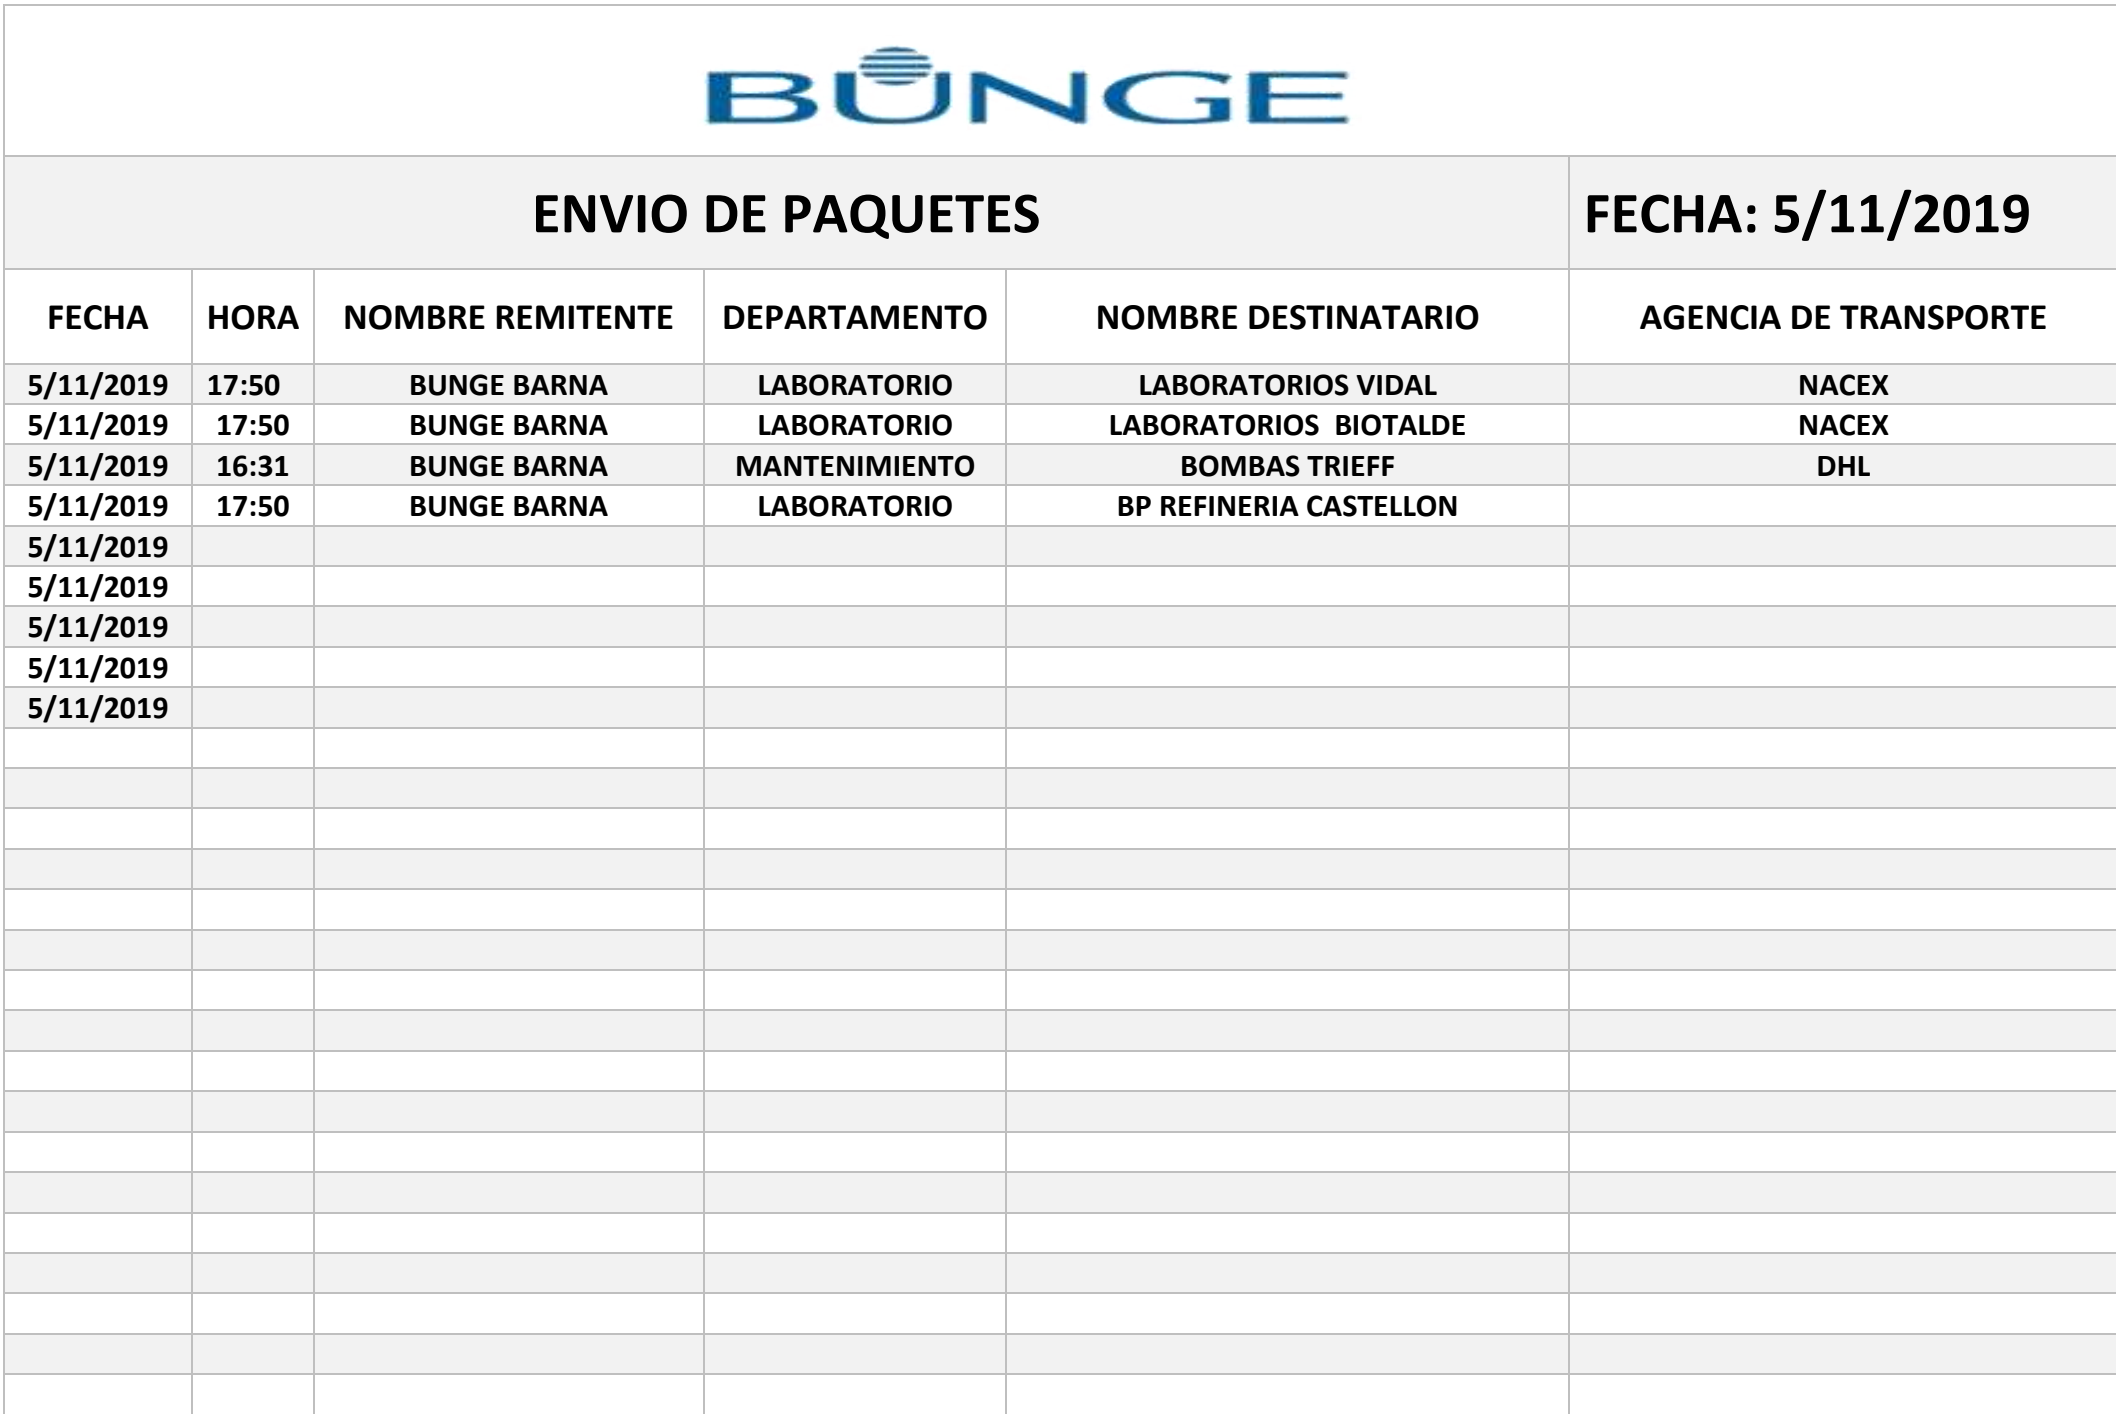 BUNGE
ENVIO DE PAQUETES FECHA: 5/11/2019
FECHA HORA NOMBRE REMITENTE DEPARTAMENTO NOMBRE DESTINATARIO AGENCIA DE TRANSPORTE
5/11/2019 17:50 BUNGE BARNA LABORATORIO LABORATORIOS VIDAL NACEX
5/11/2019 17:50 BUNGE BARNA LABORATORIO LABORATORIOS  BIOTALDE NACEX
5/11/2019 16:31 BUNGE BARNA MANTENIMIENTO BOMBAS TRIEFF DHL
5/11/2019 17:50 BUNGE BARNA LABORATORIO BP REFINERIA CASTELLON
5/11/2019
5/11/2019
5/11/2019
5/11/2019
5/11/2019